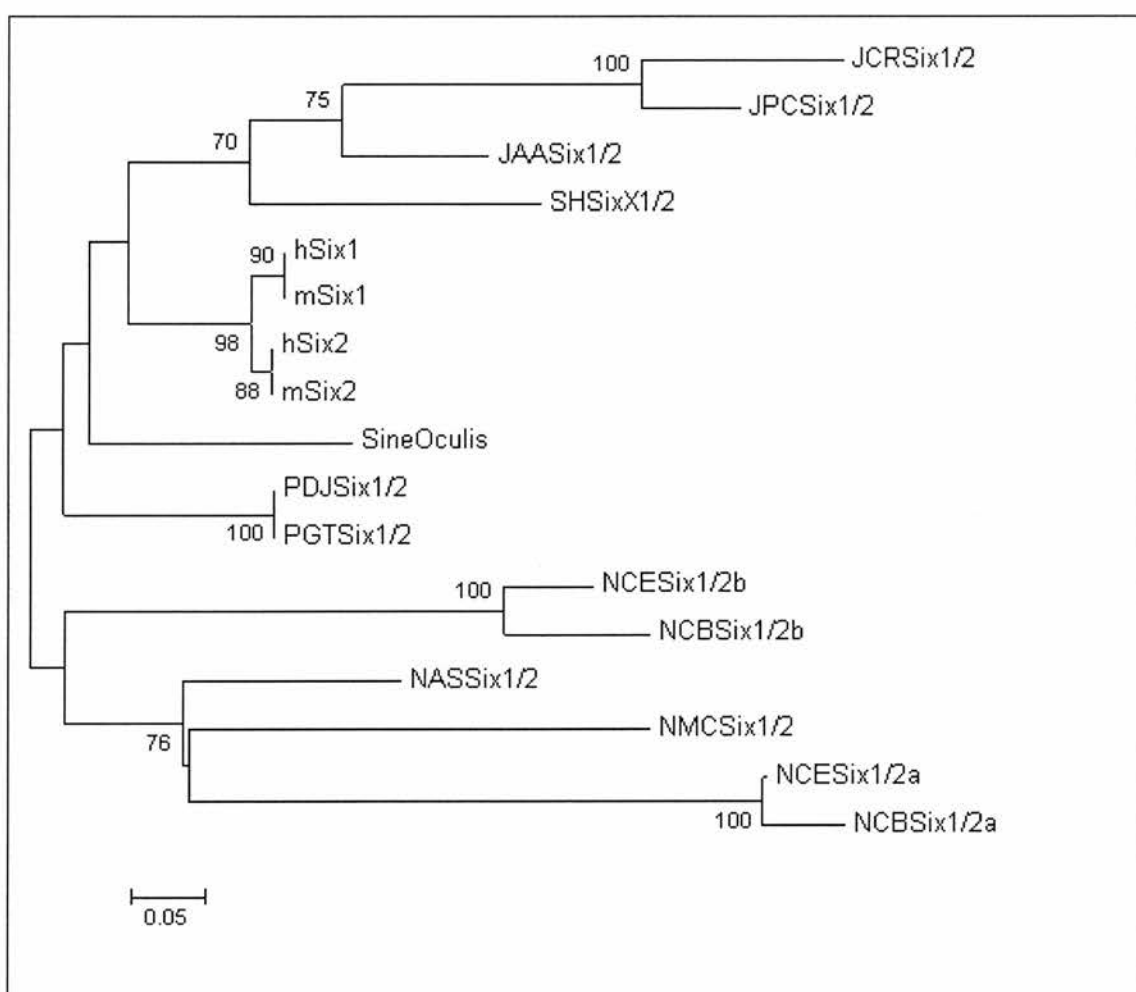 100
JCRSix1/2
JPCSix1/2
75
70
JAASix1/2
SHSixX1/2
90
hSix1
mSix1
98
hSix2
88
mSix2
SineOculis
PDJSix1/2
100
PGTSix1/2
100
NCESix1/2b
NCBSix1/2b
NASSix1/2
76
NMCSix1/2
NCESix1/2a
100
NCBSix1/2a
0.05